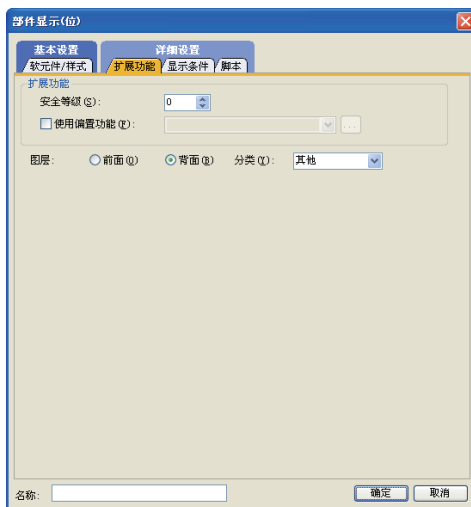 部件显示(位)
基本设置 详细设置
软元件/样式 扩展功能 显示条件 脚本
扩展功能
安全等级(S): 0
使用偏置功能(F): ...
图层: 前面(Q) 背面(B) 分类(Y): 其他
名称: 确定 取消